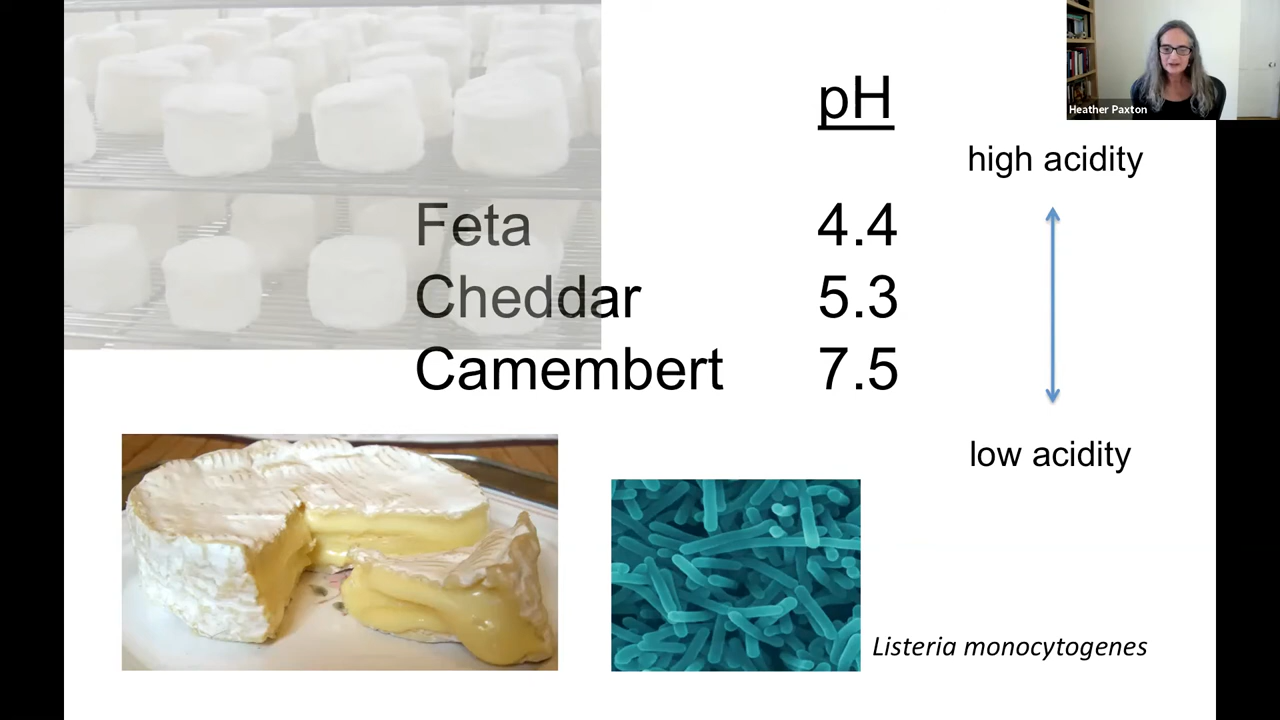 pH
Heather Paxton
high acidity
Feta 4.4
Cheddar 5.3
Camembert 7.5
low acidity
Listeria monocytogenes